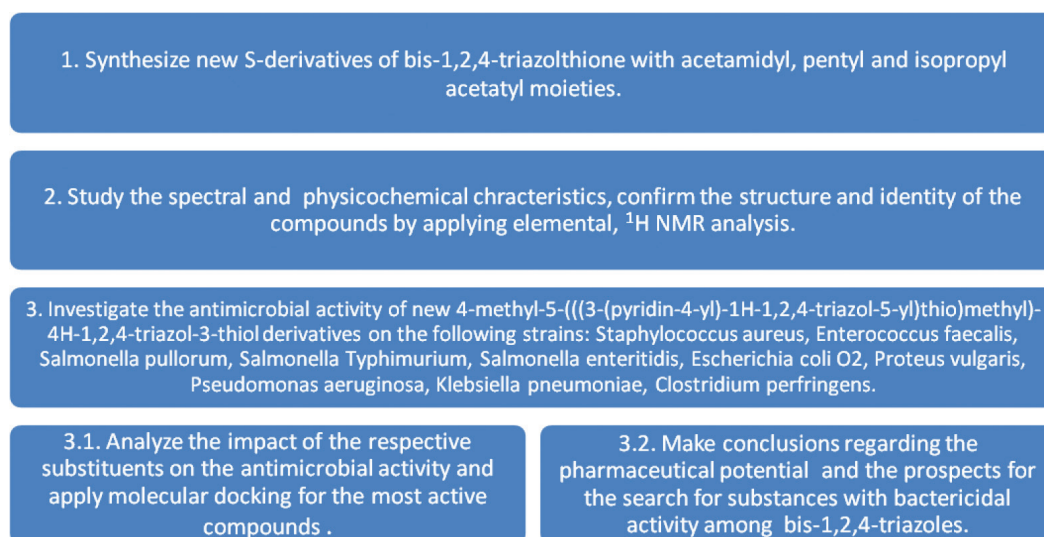 1. Synthesize new S-derivatives of bis-1,2,4-triazolthione with acetamidyl, pentyl and isopropyl
acetatyl moieties.
2. Study the spectral and physicochemical chracteristics, confirm the structure and identity of the
compounds by applying elemental, ¹H NMR analysis.
3. Investigate the antimicrobial activity of new 4-methyl-5-(((3-(pyridin-4-yl)-1H-1,2,4-triazol-5-yl)thio)methyl)-
4H-1,2,4-triazol-3-thiol derivatives on the following strains: Staphylococcus aureus, Enterococcus faecalis,
Salmonella pullorum, Salmonella Typhimurium, Salmonella enteritidis, Escherichia coli O2, Proteus vulgaris,
Pseudomonas aeruginosa, Klebsiella pneumoniae, Clostridium perfringens.
3.1. Analyze the impact of the respective
substituents on the antimicrobial activity and
apply molecular docking for the most active
compounds .
3.2. Make conclusions regarding the
pharmaceutical potential and the prospects for
the search for substances with bactericidal
activity among bis-1,2,4-triazoles.